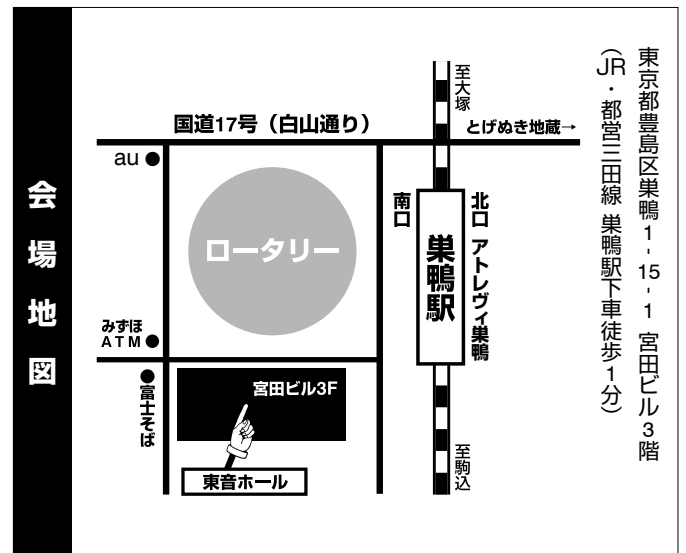 東京都豊島区巣鴨1-15-1 宮田ビル3階
（JR・都営三田線 巣鴨駅下車徒歩1分）
会場地図
国道17号（白山通り）
至大塚
とげぬき地蔵→
au
ロータリー
南口
巣鴨駅
北口 アトレヴィ巣鴨
みずほ
ATM
富士そば
宮田ビル3F
東音ホール
至駒込